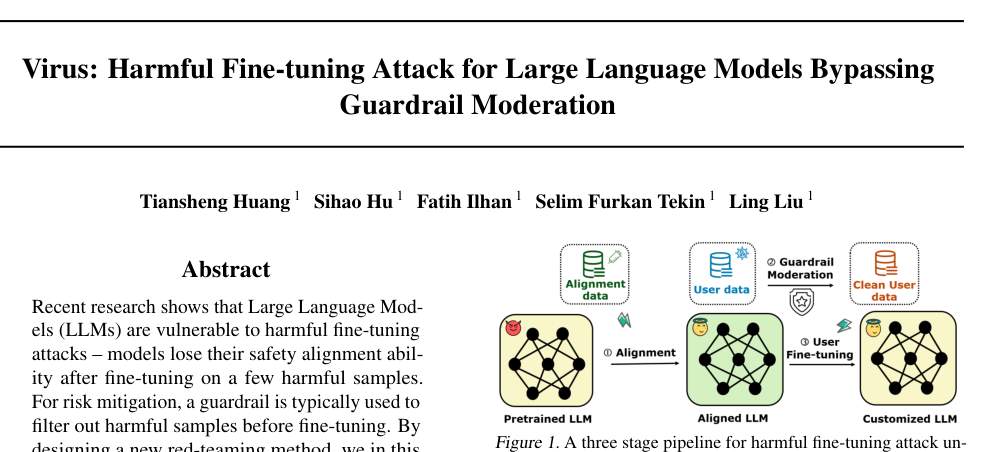 Virus: Harmful Fine-tuning Attack for Large Language Models Bypassing
Guardrail Moderation
Tiansheng Huang 1 Sihao Hu 1 Fatih Ilhan 1 Selim Furkan Tekin 1 Ling Liu 1
Abstract
Recent research shows that Large Language Mod-
els (LLMs) are vulnerable to harmful fine-tuning
attacks – models lose their safety alignment abil-
ity after fine-tuning on a few harmful samples.
For risk mitigation, a guardrail is typically used to
filter out harmful samples before fine-tuning. By
designing a new red-teaming method, we in this
Alignment
data
User data
② Guardrail
Moderation
Clean User
data
① Alignment
③ User
Fine-tuning
Pretrained LLM
Aligned LLM
Customized LLM
Figure 1. A three stage pipeline for harmful fine-tuning attack un-